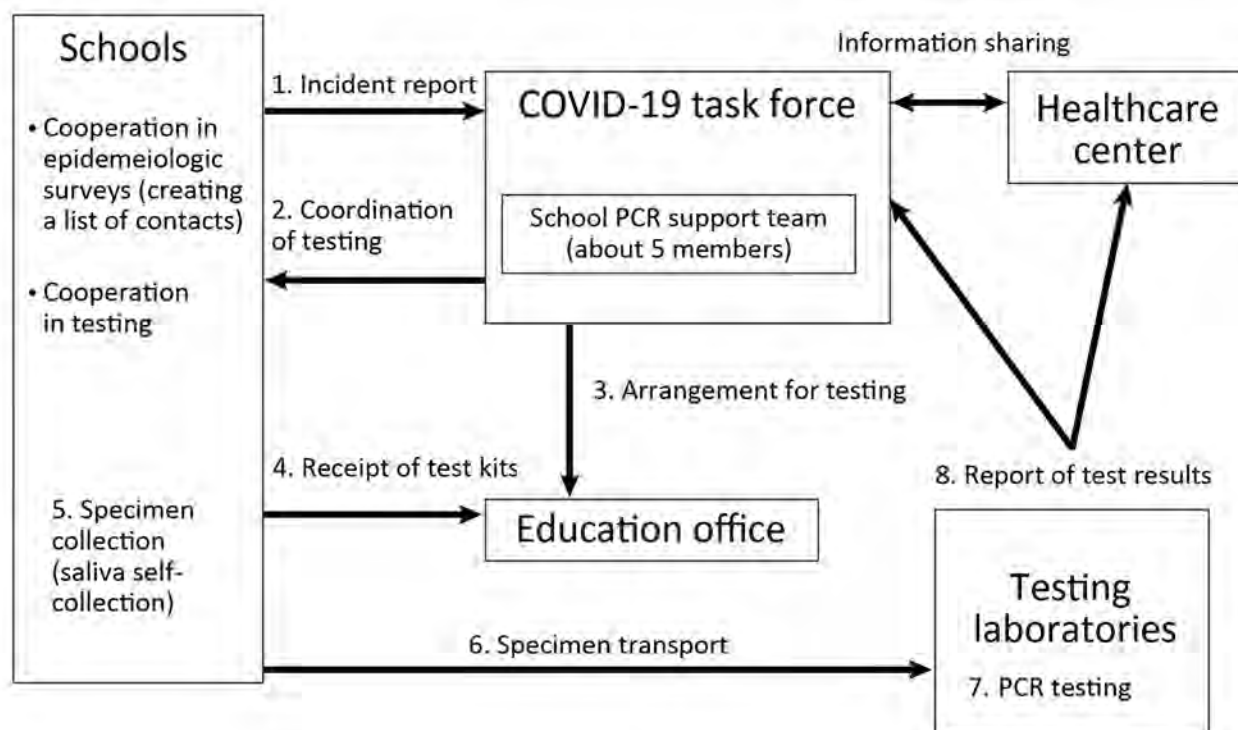 Schools
• Cooperation in
epidemeiologic
surveys (creating
a list of contacts)
• Cooperation
in testing
5. Specimen
collection
(saliva self-
collection)
1. Incident report
2. Coordination
of testing
COVID-19 task force
School PCR support team
(about 5 members)
Information sharing
Healthcare
center
3. Arrangement for testing
4. Receipt of test kits
Education office
8. Report of test results
6. Specimen transport
Testing
laboratories
7. PCR testing